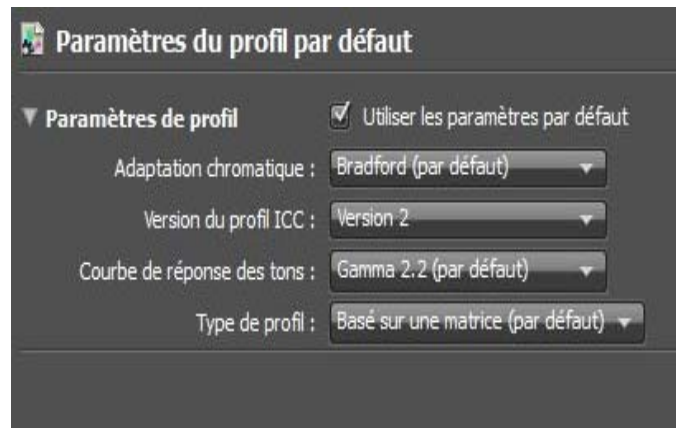 Paramètres du profil par défaut
Paramètres de profil Utiliser les paramètres par défaut
Adaptation chromatique : Bradford (par défaut)
Version du profil ICC : Version 2
Courbe de réponse des tons : Gamma 2.2 (par défaut)
Type de profil : Basé sur une matrice (par défaut)